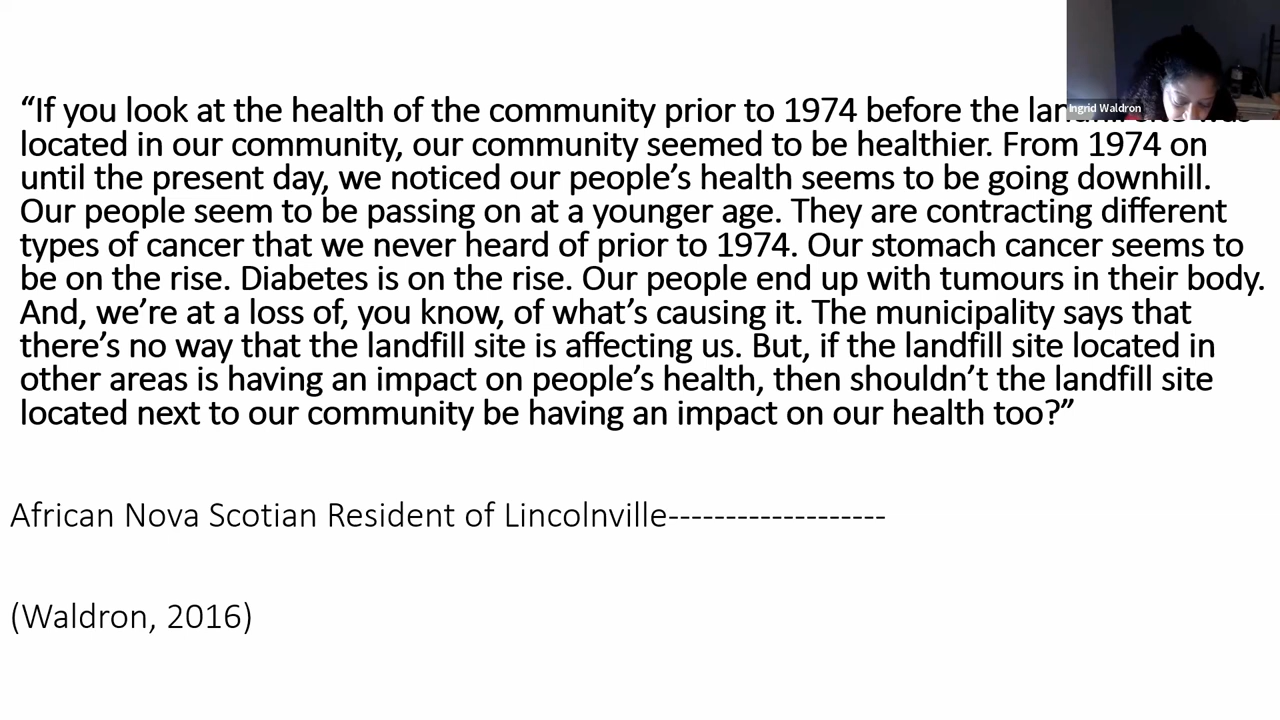 Ingrid Waldron
“If you look at the health of the community prior to 1974 before the
located in our community, our community seemed to be healthier. From 1974 on
until the present day, we noticed our people’s health seems to be going downhill.
Our people seem to be passing on at a younger age. They are contracting different
types of cancer that we never heard of prior to 1974. Our stomach cancer seems to
be on the rise. Diabetes is on the rise. Our people end up with tumours in their body.
And, we’re at a loss of, you know, of what’s causing it. The municipality says that
there’s no way that the landfill site is affecting us. But, if the landfill site located in
other areas is having an impact on people’s health, then shouldn’t the landfill site
located next to our community be having an impact on our health too?”
African Nova Scotian Resident of Lincolnville-------------------
(Waldron, 2016)